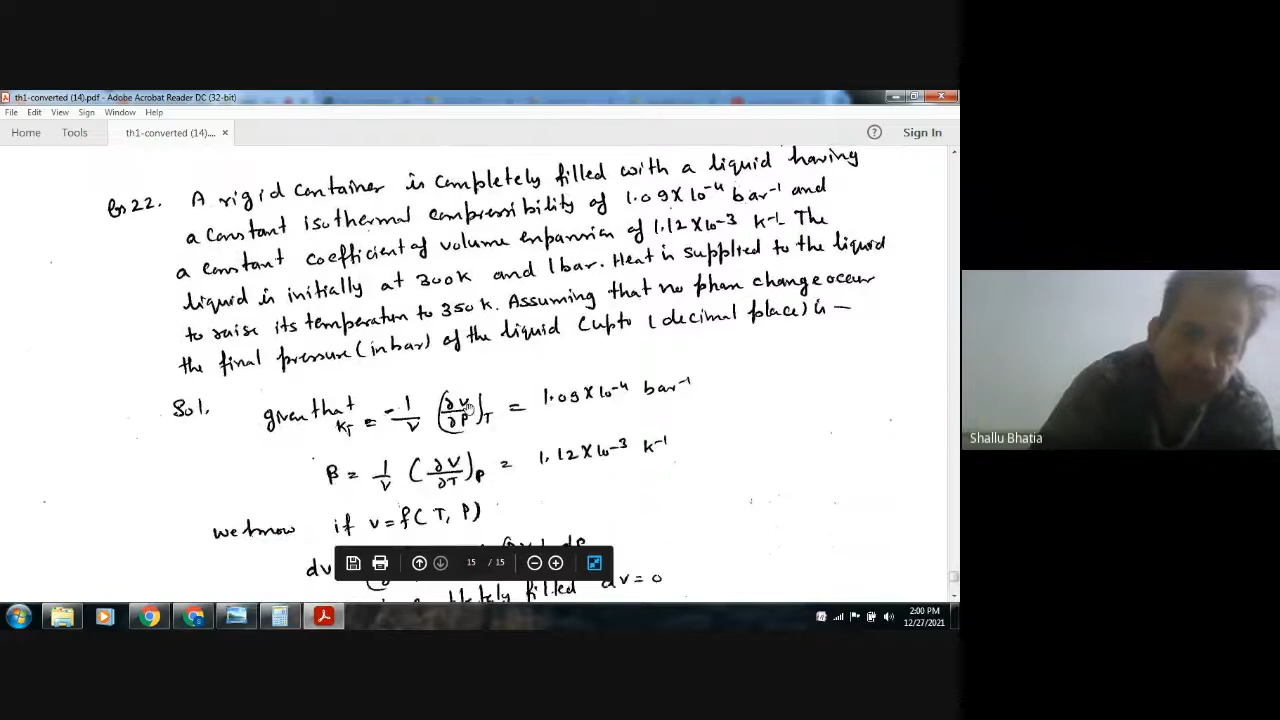 th1-converted (14).pdf - Adobe Acrobat Reader DC (32-bit)
File Edit View Sign Window Help
Home Tools th1-converted (14).... × ? Sign In
Qs 22. A rigid container is completely filled with a liquid having
a constant isothermal compressibility of 1.09×10⁻⁴ bar⁻¹ and
a constant coefficient of volume expansion of 1.12×10⁻³ K⁻¹. The
liquid is initially at 300K and 1 bar. Heat is supplied to the liquid
to raise its temperature to 350K. Assuming that no phase change occur
the final pressure (in bar) of the liquid (upto 1 decimal place) is —
Sol. given that K_T = -1/V (∂V/∂P)_T = 1.09×10⁻⁴ bar⁻¹
β = 1/V (∂V/∂T)_P = 1.12×10⁻³ K⁻¹
we know if v = f(T, P)
dv
filled dv = 0
15 / 15
Shallu Bhatia
2:00 PM
12/27/2021